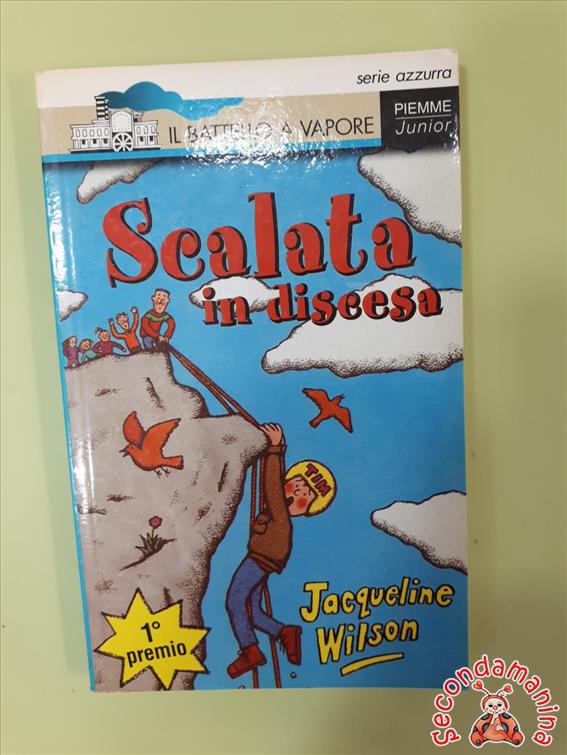 serie azzurra
IL BATTELLO A VAPORE
PIEMME
Junior
Scalata
in discesa
TIM
Jacqueline
Wilson
1° premio
Secondamanina